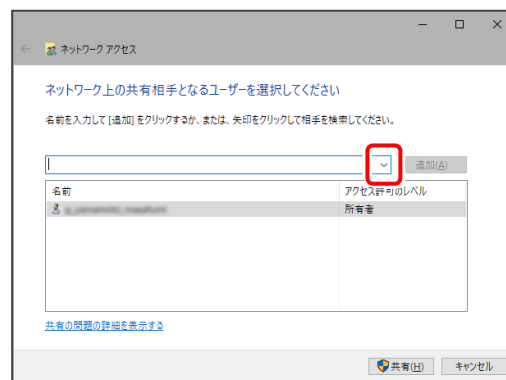 ネットワーク アクセス
ネットワーク上の共有相手となるユーザーを選択してください
名前を入力して [追加] をクリックするか、または、矢印をクリックして相手を検索してください。
追加(A)
名前 アクセス許可のレベル
所有者
共有の問題の詳細を表示する
共有(H) キャンセル